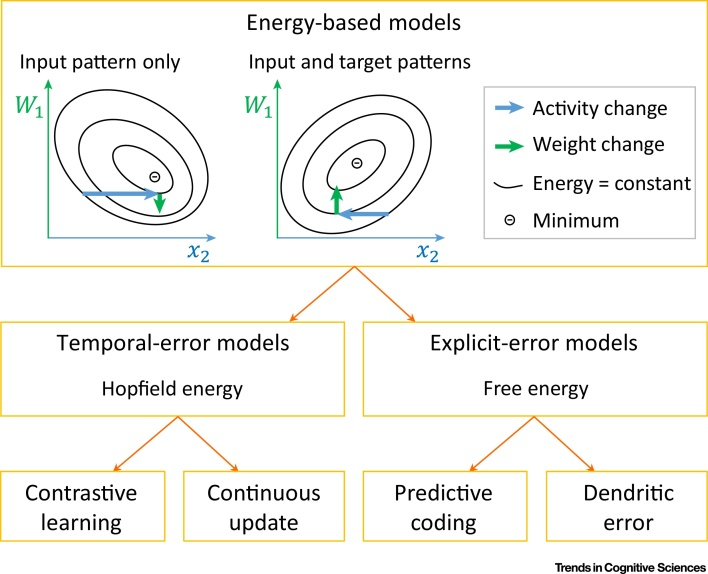 Energy-based models
Input pattern only
Input and target patterns
W₁
W₁
x₂
x₂
Activity change
Weight change
Energy = constant
Minimum
Temporal-error models
Hopfield energy
Explicit-error models
Free energy
Contrastive
learning
Continuous
update
Predictive
coding
Dendritic
error
Trends in Cognitive Sciences